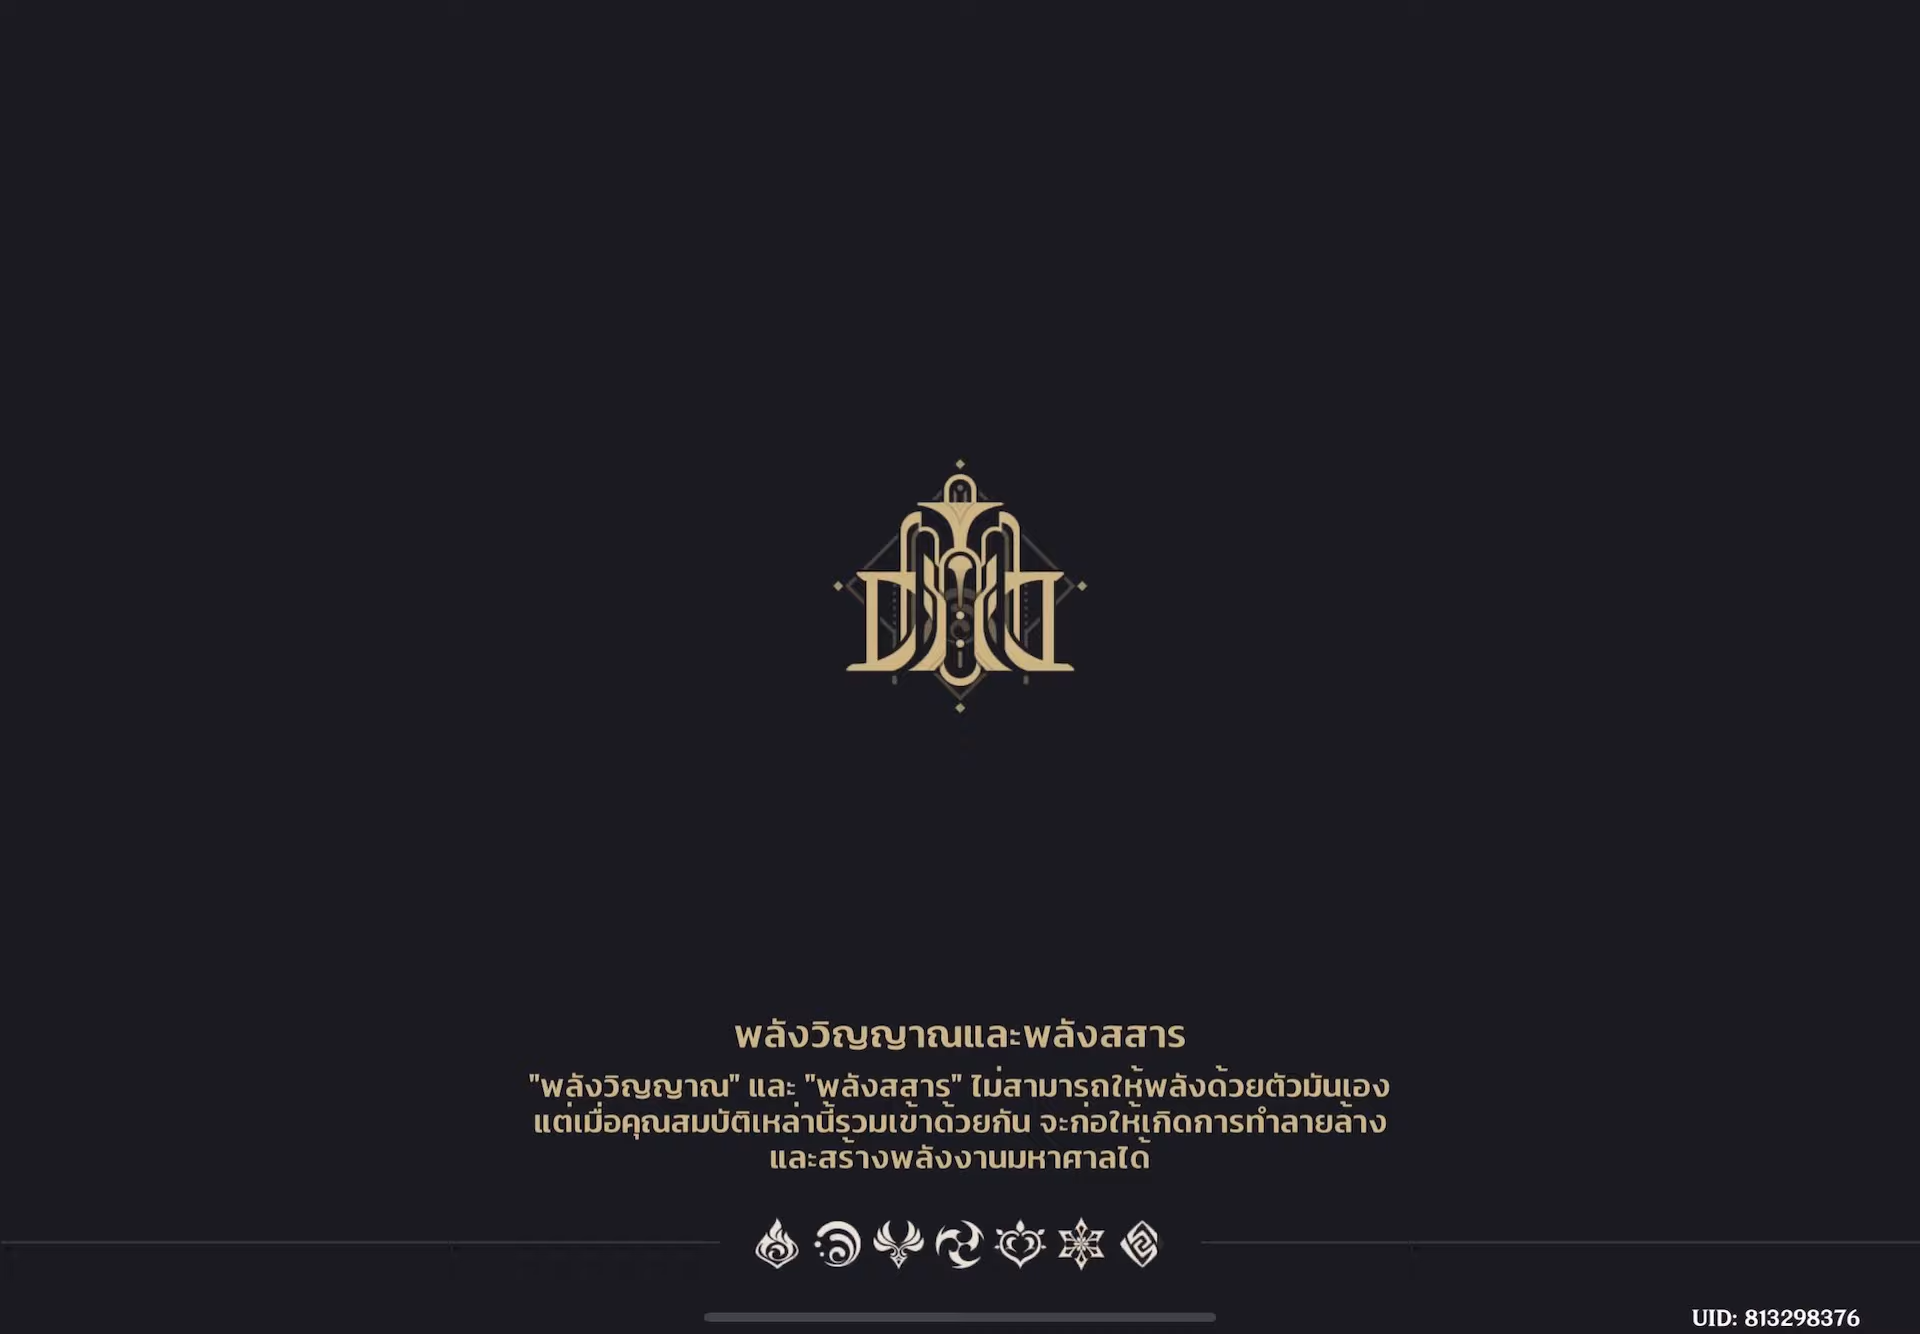 พลังวิญญาณและพลังสสาร
"พลังวิญญาณ" และ "พลังสสาร" ไม่สามารถให้พลังด้วยตัวมันเอง
แต่เมื่อคุณสมบัติเหล่านี้รวมเข้าด้วยกัน จะก่อให้เกิดการทำลายล้าง
และสร้างพลังงานมหาศาลได้
UID: 813298376